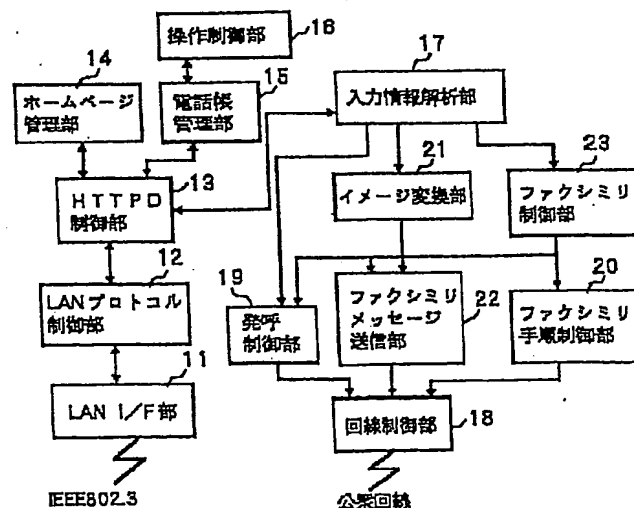 操作制御部
16
14
ホームページ
管理部
15
電話帳
管理部
17
入力情報解析部
13
HTTPD
制御部
21
イメージ変換部
23
ファクシミリ
制御部
12
LANプロトコル
制御部
19
発呼
制御部
ファクシミリ
メッセージ
送信部
22
20
ファクシミリ
手順制御部
11
LAN I/F部
回線制御部
18
IEEE802.3
公衆回線